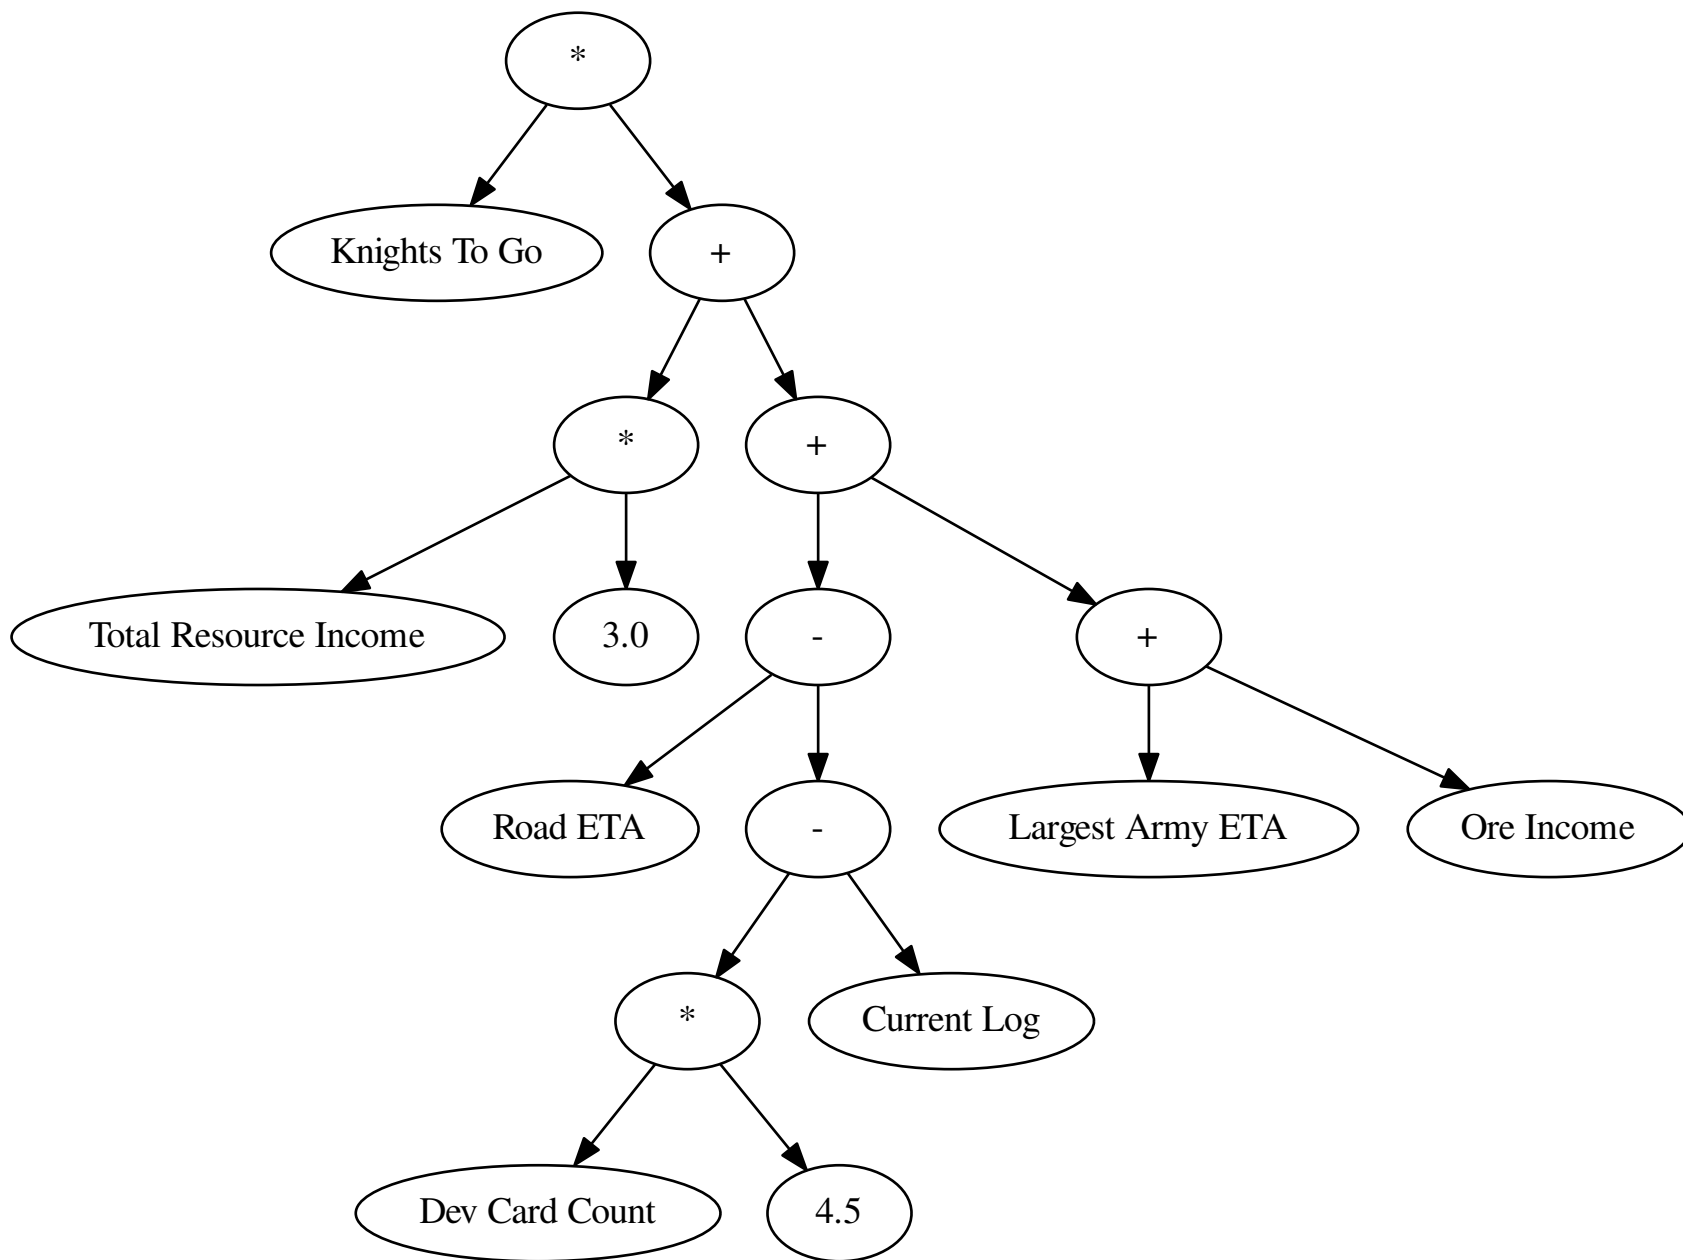 *
Knights To Go
+
*
+
Total Resource Income
3.0
-
+
Road ETA
-
Largest Army ETA
Ore Income
*
Current Log
Dev Card Count
4.5